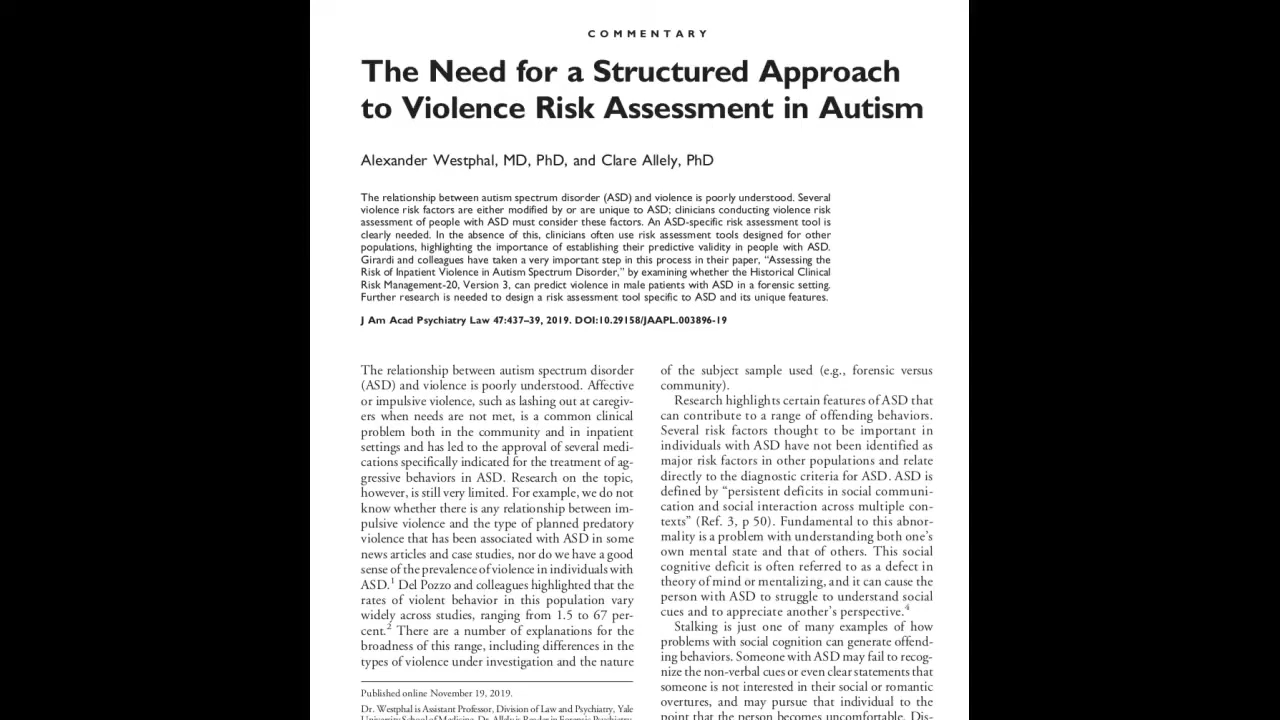 COMMENTARY
The Need for a Structured Approach
to Violence Risk Assessment in Autism
Alexander Westphal, MD, PhD, and Clare Allely, PhD
The relationship between autism spectrum disorder (ASD) and violence is poorly understood. Several
violence risk factors are either modified by or are unique to ASD; clinicians conducting violence risk
assessment of people with ASD must consider these factors. An ASD-specific risk assessment tool is
clearly needed. In the absence of this, clinicians often use risk assessment tools designed for other
populations, highlighting the importance of establishing their predictive validity in people with ASD.
Girardi and colleagues have taken a very important step in this process in their paper, “Assessing the
Risk of Inpatient Violence in Autism Spectrum Disorder,” by examining whether the Historical Clinical
Risk Management-20, Version 3, can predict violence in male patients with ASD in a forensic setting.
Further research is needed to design a risk assessment tool specific to ASD and its unique features.
J Am Acad Psychiatry Law 47:437–39, 2019. DOI:10.29158/JAAPL.003896-19
The relationship between autism spectrum disorder
(ASD) and violence is poorly understood. Affective
or impulsive violence, such as lashing out at caregiv-
ers when needs are not met, is a common clinical
problem both in the community and in inpatient
settings and has led to the approval of several medi-
cations specifically indicated for the treatment of ag-
gressive behaviors in ASD. Research on the topic,
however, is still very limited. For example, we do not
know whether there is any relationship between im-
pulsive violence and the type of planned predatory
violence that has been associated with ASD in some
news articles and case studies, nor do we have a good
sense of the prevalence of violence in individuals with
ASD.1 Del Pozzo and colleagues highlighted that the
rates of violent behavior in this population vary
widely across studies, ranging from 1.5 to 67 per-
cent.2 There are a number of explanations for the
broadness of this range, including differences in the
types of violence under investigation and the nature
Published online November 19, 2019.
Dr. Westphal is Assistant Professor, Division of Law and Psychiatry, Yale
University School of Medicine. Dr. Allely is Reader in Forensic Psychiatry,
of the subject sample used (e.g., forensic versus
community).
Research highlights certain features of ASD that
can contribute to a range of offending behaviors.
Several risk factors thought to be important in
individuals with ASD have not been identified as
major risk factors in other populations and relate
directly to the diagnostic criteria for ASD. ASD is
defined by “persistent deficits in social communi-
cation and social interaction across multiple con-
texts” (Ref. 3, p 50). Fundamental to this abnor-
mality is a problem with understanding both one’s
own mental state and that of others. This social
cognitive deficit is often referred to as a defect in
theory of mind or mentalizing, and it can cause the
person with ASD to struggle to understand social
cues and to appreciate another’s perspective.4
Stalking is just one of many examples of how
problems with social cognition can generate offend-
ing behaviors. Someone with ASD may fail to recog-
nize the non-verbal cues or even clear statements that
someone is not interested in their social or romantic
overtures, and may pursue that individual to the
point that the person becomes uncomfortable. Dis-